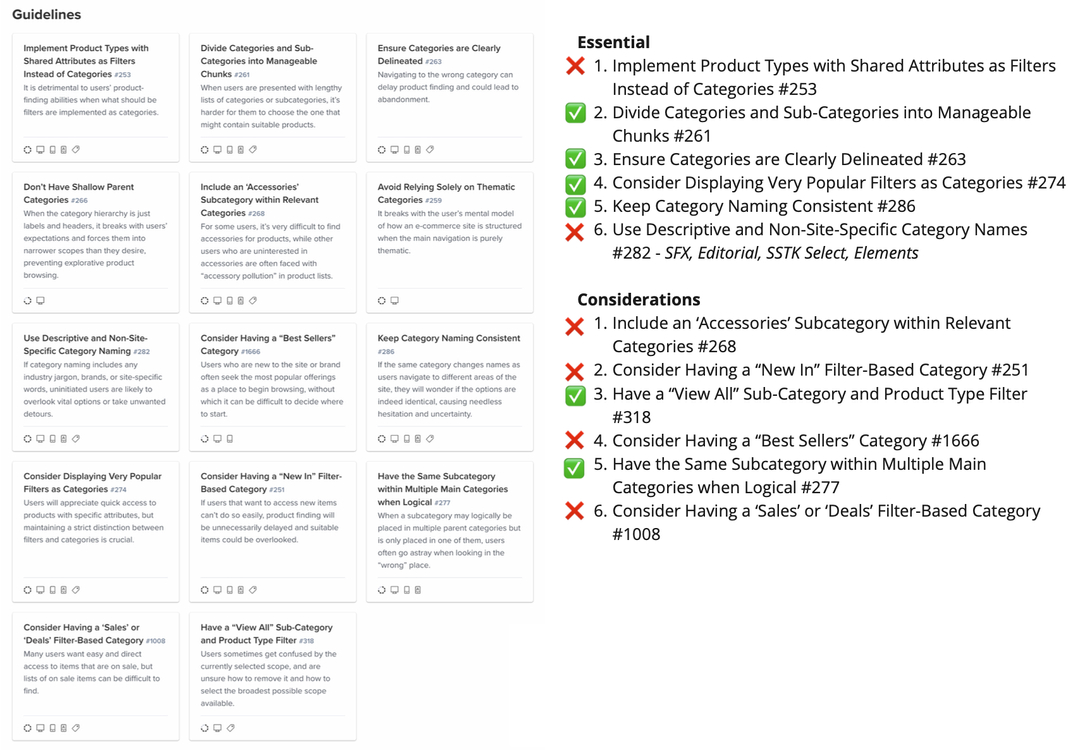 Guidelines
Implement Product Types with
Shared Attributes as Filters
Instead of Categories #253
It is detrimental to users' product-
finding abilities when what should be
filters are implemented as categories.
Divide Categories and Sub-
Categories into Manageable
Chunks #261
When users are presented with lengthy
lists of categories or subcategories, it's
harder for them to choose the one that
might contain suitable products.
Ensure Categories are Clearly
Delineated #263
Navigating to the wrong category can
delay product finding and could lead to
abandonment.
Don't Have Shallow Parent
Categories #266
When the category hierarchy is just
labels and headers, it breaks with users'
expectations and forces them into
narrower scopes than they desire,
preventing explorative product
browsing.
Include an 'Accessories'
Subcategory within Relevant
Categories #268
For some users, it's very difficult to find
accessories for products, while other
users who are uninterested in
accessories are often faced with
"accessory pollution" in product lists.
Avoid Relying Solely on Thematic
Categories #259
It breaks with the user's mental model
of how an e-commerce site is structured
when the main navigation is purely
thematic.
Use Descriptive and Non-Site-
Specific Category Naming #282
If category naming includes any
industry jargon, brands, or site-specific
words, uninitiated users are likely to
overlook vital options or take unwanted
detours.
Consider Having a "Best Sellers"
Category #1666
Users who are new to the site or brand
often seek the most popular offerings
as a place to begin browsing, without
which it can be difficult to decide where
to start.
Keep Category Naming Consistent
#286
If the same category changes names as
users navigate to different areas of the
site, they will wonder if the options are
indeed identical, causing needless
hesitation and uncertainty.
Consider Displaying Very Popular
Filters as Categories #274
Users will appreciate quick access to
products with specific attributes, but
maintaining a strict distinction between
filters and categories is crucial.
Consider Having a "New In" Filter-
Based Category #251
If users that want to access new items
can't do so easily, product finding will
be unnecessarily delayed and suitable
items could be overlooked.
Have the Same Subcategory
within Multiple Main Categories
when Logical #277
When a subcategory may logically be
placed in multiple parent categories but
is only placed in one of them, users
often go astray when looking in the
"wrong" place.
Consider Having a 'Sales' or
'Deals' Filter-Based Category #1008
Many users want easy and direct
access to items that are on sale, but
lists of on sale items can be difficult to
find.
Have a "View All" Sub-Category
and Product Type Filter #318
Users sometimes get confused by the
currently selected scope, and are
unsure how to remove it and how to
select the broadest possible scope
available.
Essential
1. Implement Product Types with Shared Attributes as Filters
Instead of Categories #253
2. Divide Categories and Sub-Categories into Manageable
Chunks #261
3. Ensure Categories are Clearly Delineated #263
4. Consider Displaying Very Popular Filters as Categories #274
5. Keep Category Naming Consistent #286
6. Use Descriptive and Non-Site-Specific Category Names
#282 - SFX, Editorial, SSTK Select, Elements
Considerations
1. Include an 'Accessories' Subcategory within Relevant
Categories #268
2. Consider Having a "New In" Filter-Based Category #251
3. Have a "View All" Sub-Category and Product Type Filter
#318
4. Consider Having a "Best Sellers" Category #1666
5. Have the Same Subcategory within Multiple Main
Categories when Logical #277
6. Consider Having a 'Sales' or 'Deals' Filter-Based Category
#1008